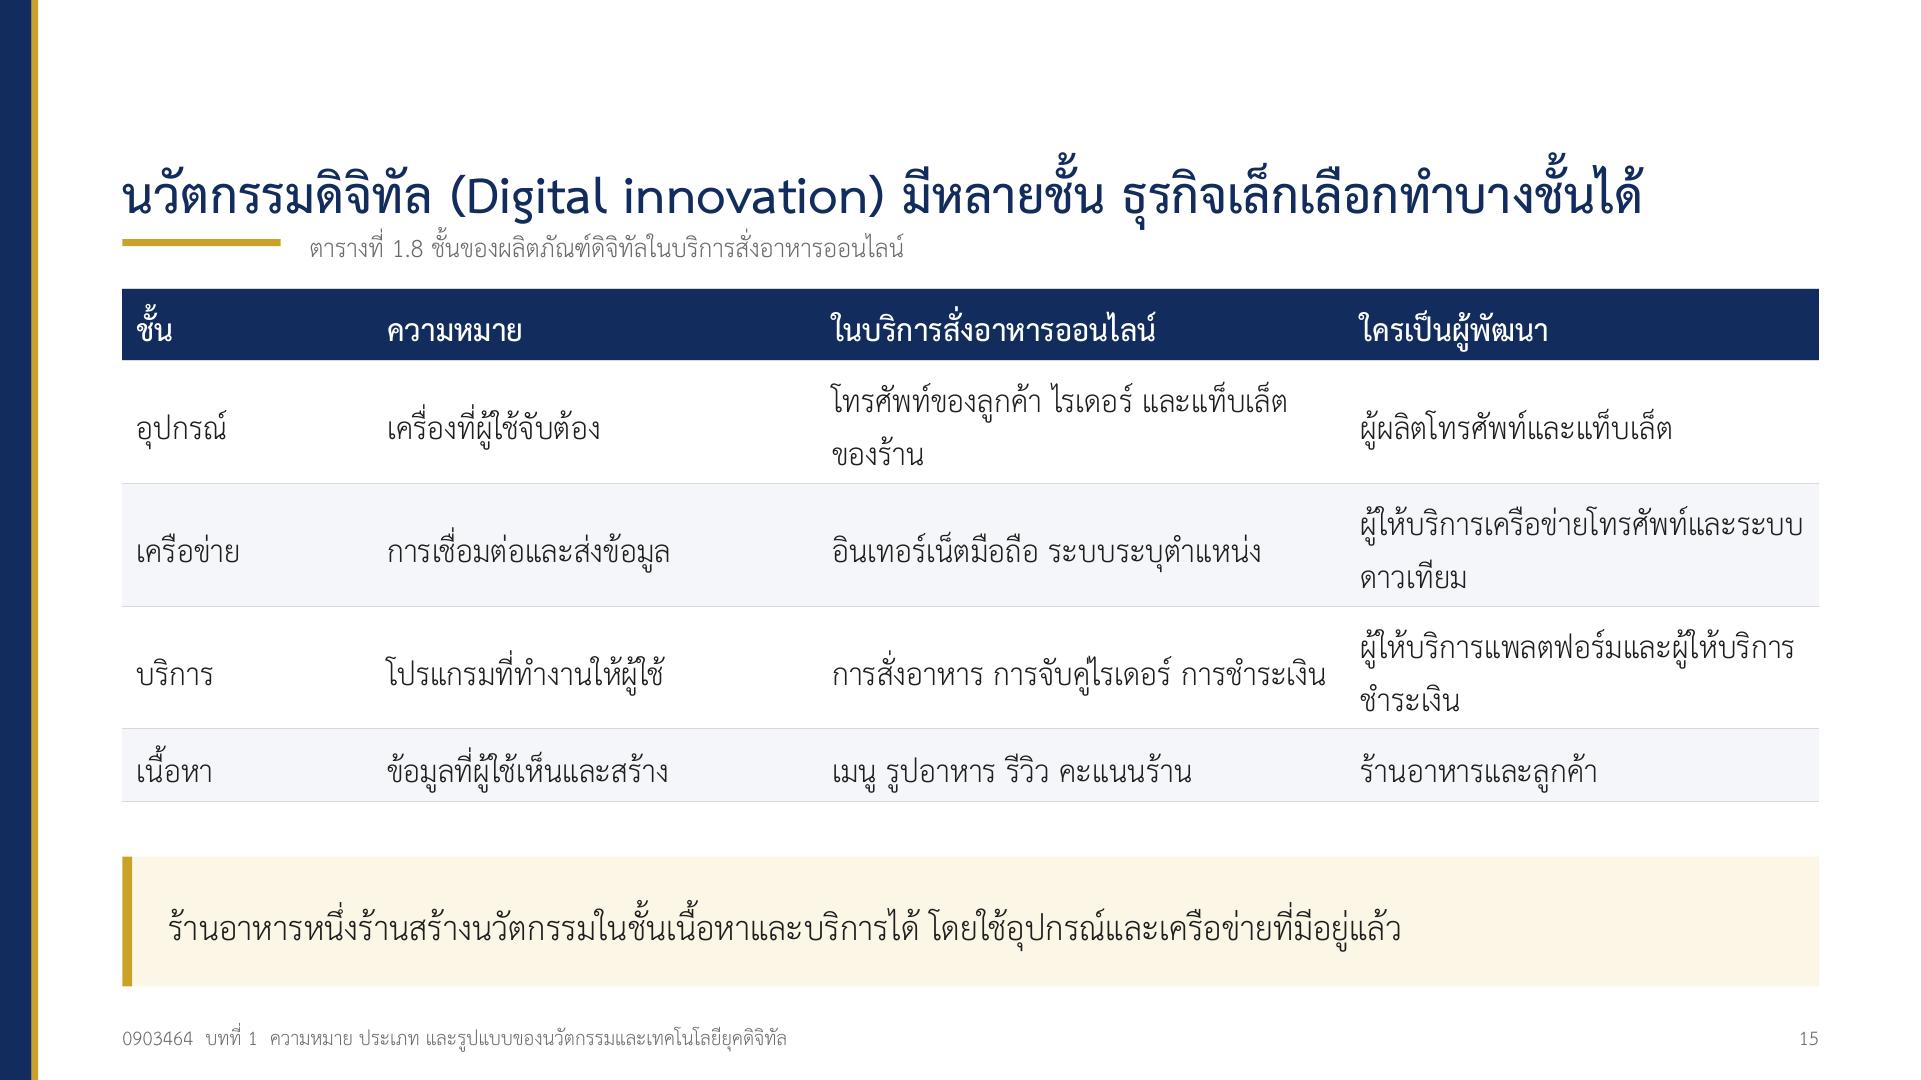 นวัตกรรมดิจิทัล (Digital innovation) มีหลายชั้น ธุรกิจเล็กเลือกทำบางชั้นได้
ตารางที่ 1.8 ชั้นของผลิตภัณฑ์ดิจิทัลในบริการสั่งอาหารออนไลน์
ชั้น ความหมาย ในบริการสั่งอาหารออนไลน์ ใครเป็นผู้พัฒนา
อุปกรณ์ เครื่องที่ผู้ใช้จับต้อง โทรศัพท์ของลูกค้า ไรเดอร์ และแท็บเล็ต
ของร้าน ผู้ผลิตโทรศัพท์และแท็บเล็ต
เครือข่าย การเชื่อมต่อและส่งข้อมูล อินเทอร์เน็ตมือถือ ระบบระบุตำแหน่ง ผู้ให้บริการเครือข่ายโทรศัพท์และระบบ
ดาวเทียม
บริการ โปรแกรมที่ทำงานให้ผู้ใช้ การสั่งอาหาร การจับคู่ไรเดอร์ การชำระเงิน ผู้ให้บริการแพลตฟอร์มและผู้ให้บริการ
ชำระเงิน
เนื้อหา ข้อมูลที่ผู้ใช้เห็นและสร้าง เมนู รูปอาหาร รีวิว คะแนนร้าน ร้านอาหารและลูกค้า
ร้านอาหารหนึ่งร้านสร้างนวัตกรรมในชั้นเนื้อหาและบริการได้ โดยใช้อุปกรณ์และเครือข่ายที่มีอยู่แล้ว
0903464 บทที่ 1 ความหมาย ประเภท และรูปแบบของนวัตกรรมและเทคโนโลยียุคดิจิทัล 15